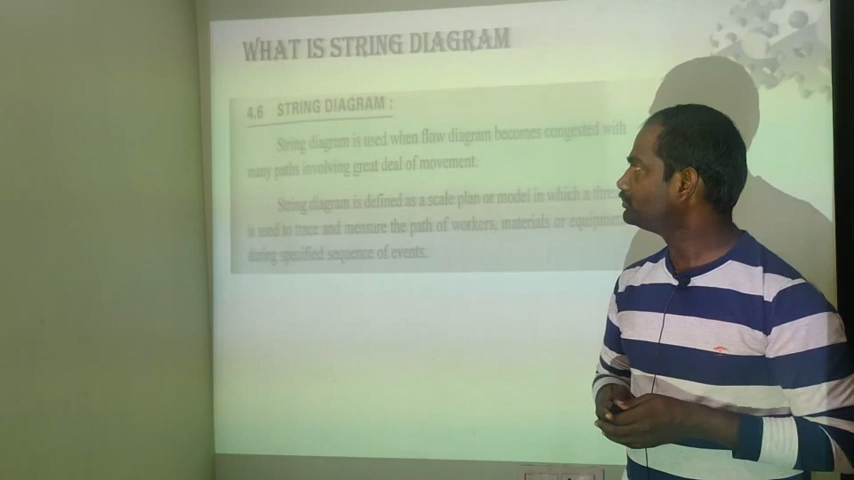 WHAT IS STRING DIAGRAM
4.6 STRING DIAGRAM :
String diagram is used when flow diagram becomes congested with
many paths involving great deal of movement.
String diagram is defined as a scale plan or model in which a
is used to trace and measure the path of workers, materials or
during specified sequence of events.